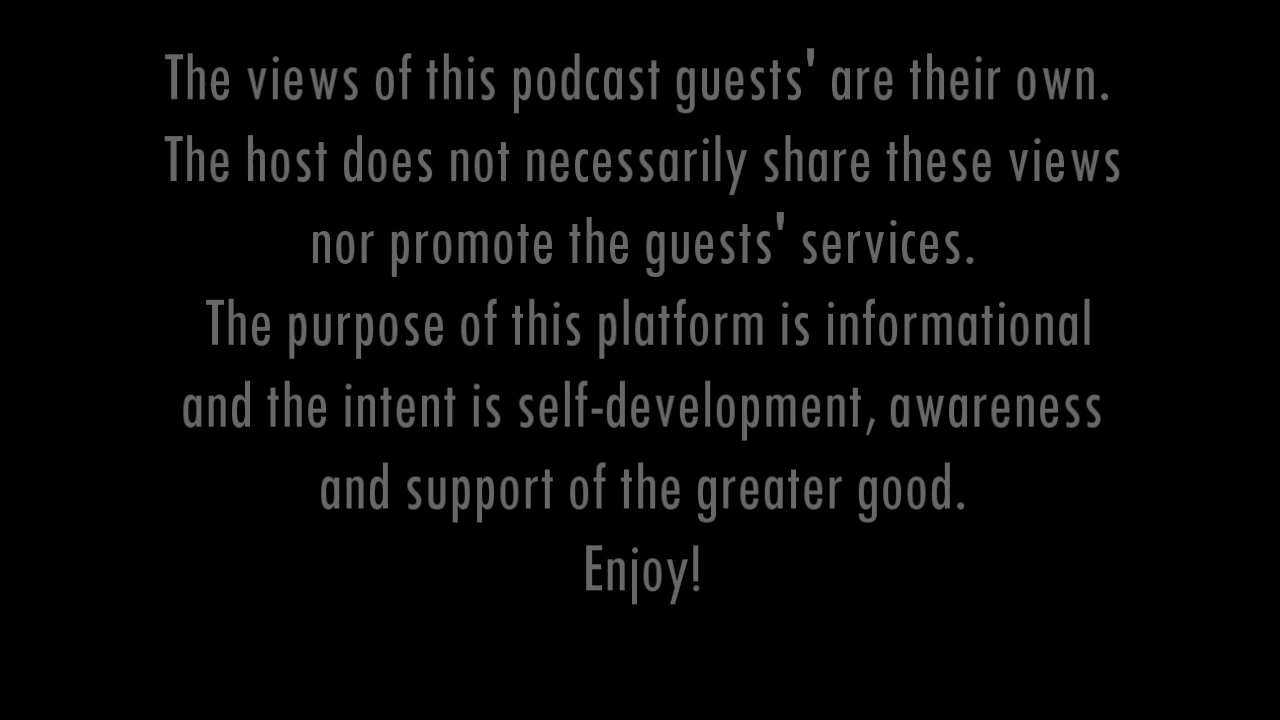 The views of this podcast guests' are their own.
The host does not necessarily share these views
nor promote the guests' services.
The purpose of this platform is informational
and the intent is self-development, awareness
and support of the greater good.
Enjoy!